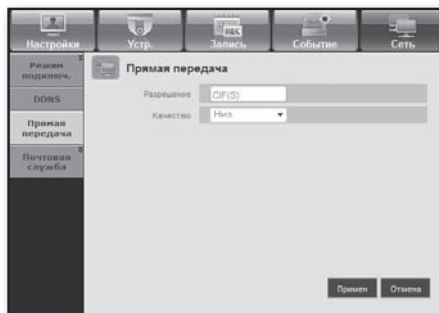 Настройки
Устр.
REC
Запись
Событие
Сеть
Режим
подключ.
DDNS
Прямая
передача
Почтовая
служба
Прямая передача
Разрешение
CIF(S)
Качество
Низ
Примен
Отмена